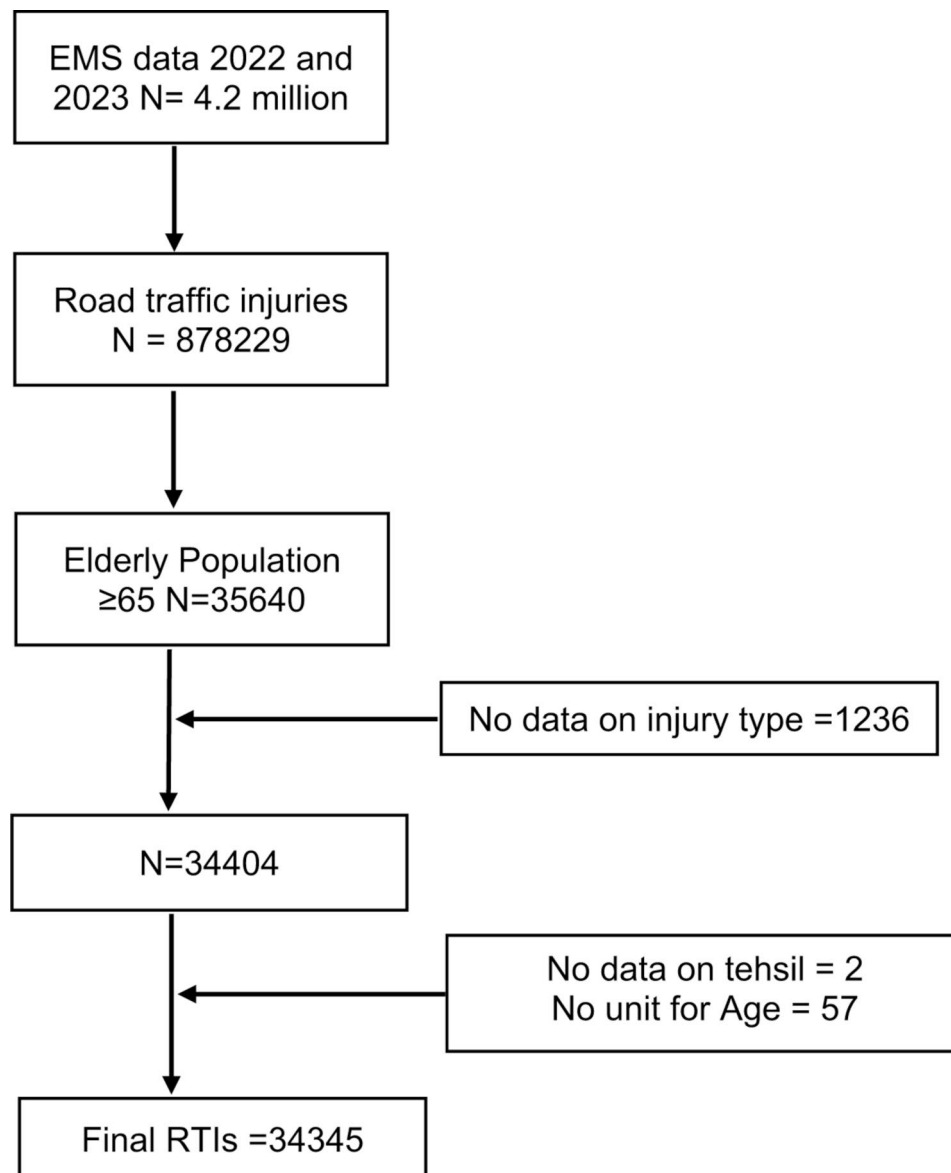 EMS data 2022 and
2023 N= 4.2 million
Road traffic injuries
N = 878229
Elderly Population
≥65 N=35640
No data on injury type =1236
N=34404
No data on tehsil = 2
No unit for Age = 57
Final RTIs =34345